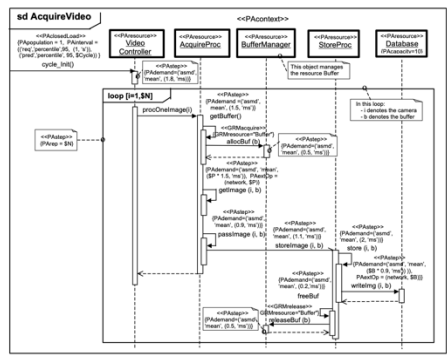 sd AcquireVideo
<<PAcontext>>
<<PAclosedLoad>>
{PApopulation = 1, PAinterval =
{('req','percentile',95, (1, 's')),
('pred','percentile',95, $Cycle)} }
cycle_Init()
<<PAresource>>
Video
Controller
<<PAresource>>
AcquireProc
<<PAresource>>
BufferManager
<<PAresource>>
StoreProc
<<PAresource>>
Database
{PAcapacity=10}
<<PAstep>>
{PAdemand=('asmd',
'mean', (1.8, 'ms'))}
This object manages
the resource Buffer
loop [i=1,$N]
<<PAstep>>
{PArep = $N}
procOneImage(i)
<<PAstep>>
{PAdemand=('asmd',
'mean', (1.5, 'ms'))}
getBuffer()
<<GRMacquire>>
{GRMresource="Buffer"}
allocBuf (b)
<<PAstep>>
{PAdemand=('asmd',
'mean', (0.5, 'ms'))}
In this loop:
- i denotes the camera
- b denotes the buffer
<<PAstep>>
{PAdemand=('asmd', 'mean',
($P * 1.5, 'ms')), PAextOp =
(network, $P)}
getImage (i, b)
<<PAstep>>
{PAdemand=('asmd',
'mean', (0.9, 'ms'))}
passImage (i, b)
<<PAstep>>
{PAdemand=('asmd',
'mean', (1.1, 'ms'))}
storeImage (i, b)
<<PAstep>>
{PAdemand=('asmd',
'mean', (2, 'ms'))}
store (i, b)
<<PAstep>>
{PAdemand=('asmd', 'mean',
($B * 0.9, 'ms')),
PAextOp = (network, $B)}
writeImg (i, b)
<<PAstep>>
{PAdemand=('asmd',
'mean', (0.2,'ms'))}
freeBuf
<<GRMrelease>>
{GRMresource="Buffer"}
releaseBuf (b)
<<PAstep>>
{PAdemand=('asmd',
'mean', (0.5, 'ms'))}